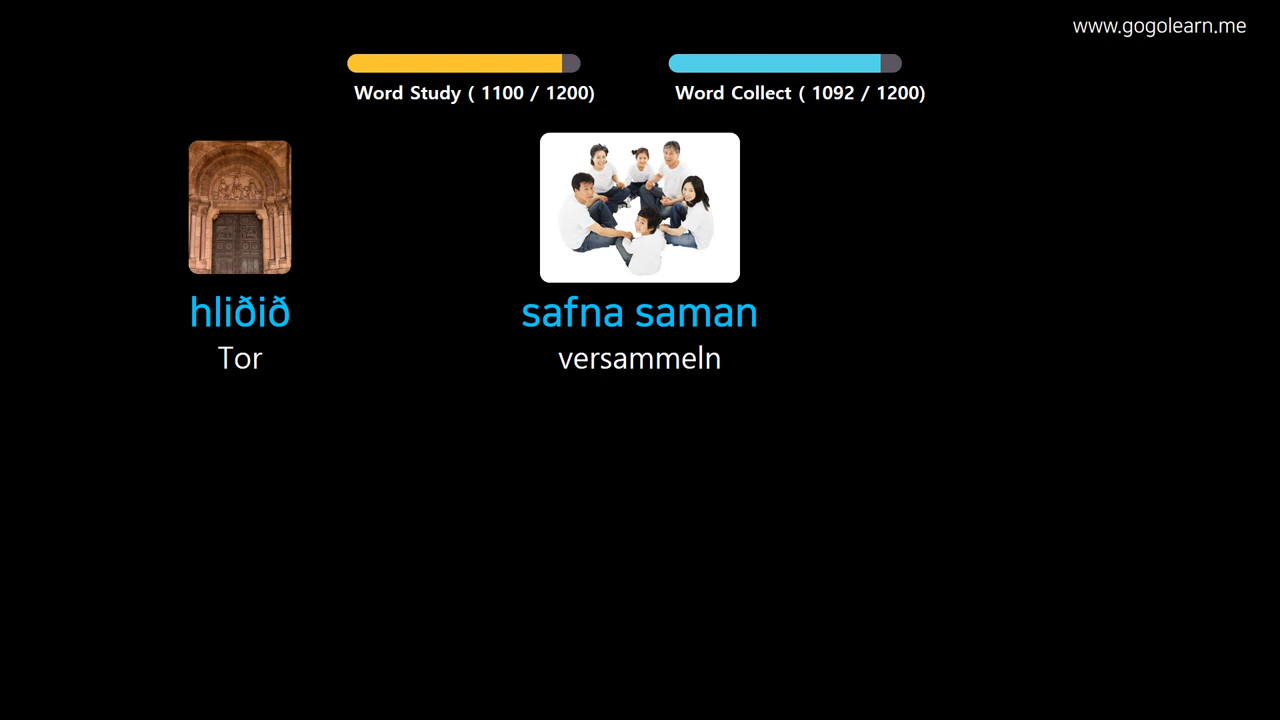 www.gogolearn.me
Word Study ( 1100 / 1200)
Word Collect ( 1092 / 1200)
hliðið
Tor
safna saman
versammeln